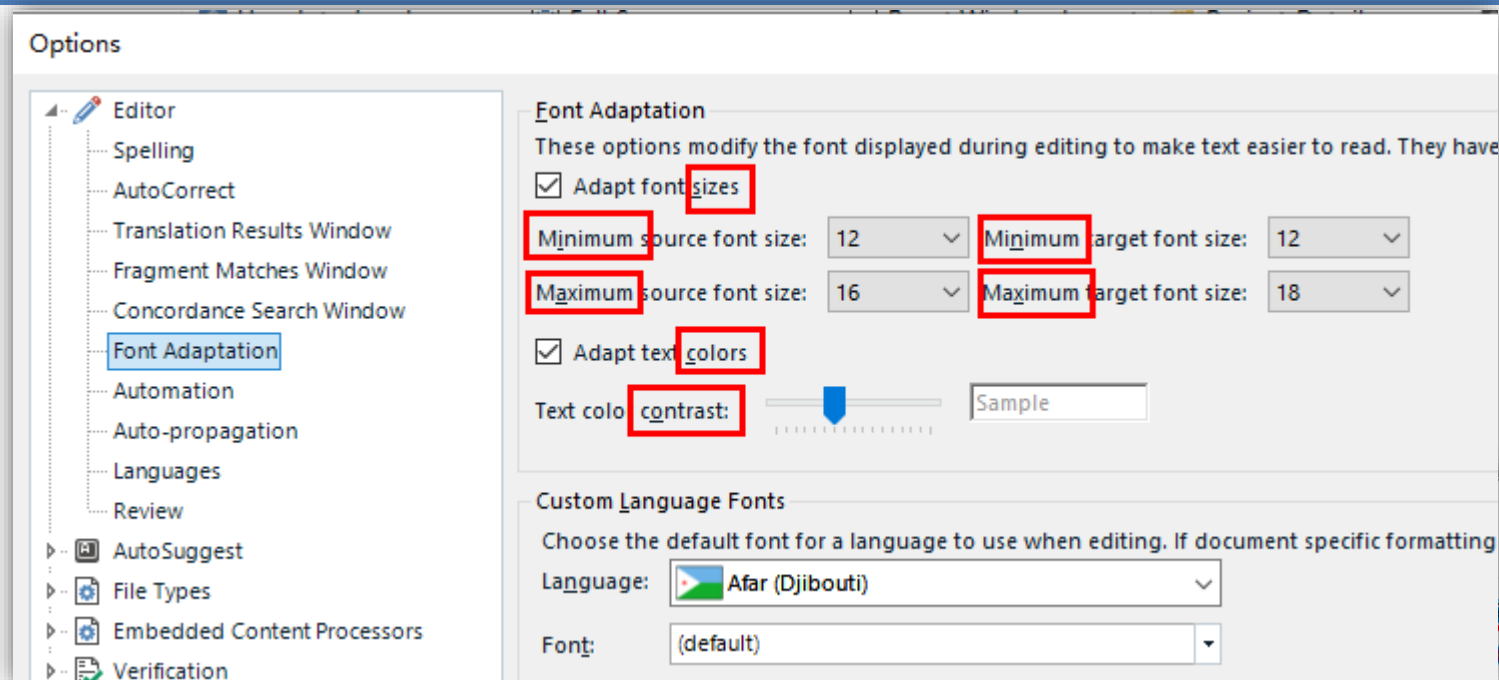 Options
Editor
Spelling
AutoCorrect
Translation Results Window
Fragment Matches Window
Concordance Search Window
Font Adaptation
Automation
Auto-propagation
Languages
Review
AutoSuggest
File Types
Embedded Content Processors
Verification
Font Adaptation
These options modify the font displayed during editing to make text easier to read. They have
Adapt font sizes
Minimum source font size: 12 Minimum target font size: 12
Maximum source font size: 16 Maximum target font size: 18
Adapt text colors
Text colo contrast: Sample
Custom Language Fonts
Choose the default font for a language to use when editing. If document specific formatting
Language: Afar (Djibouti)
Font: (default)